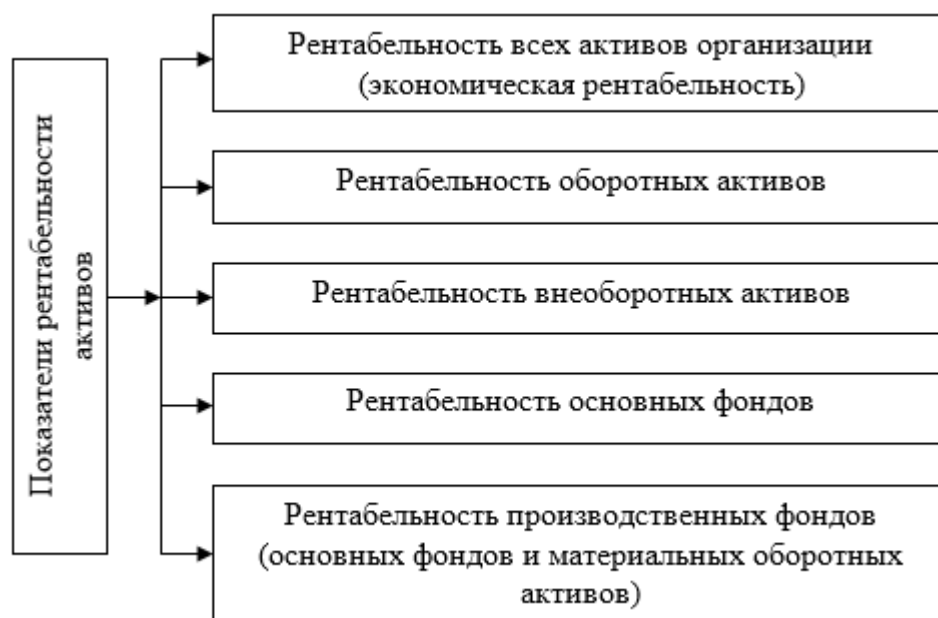 Показатели рентабельности
активов
Рентабельность всех активов организации
(экономическая рентабельность)
Рентабельность оборотных активов
Рентабельность внеоборотных активов
Рентабельность основных фондов
Рентабельность производственных фондов
(основных фондов и материальных оборотных
активов)